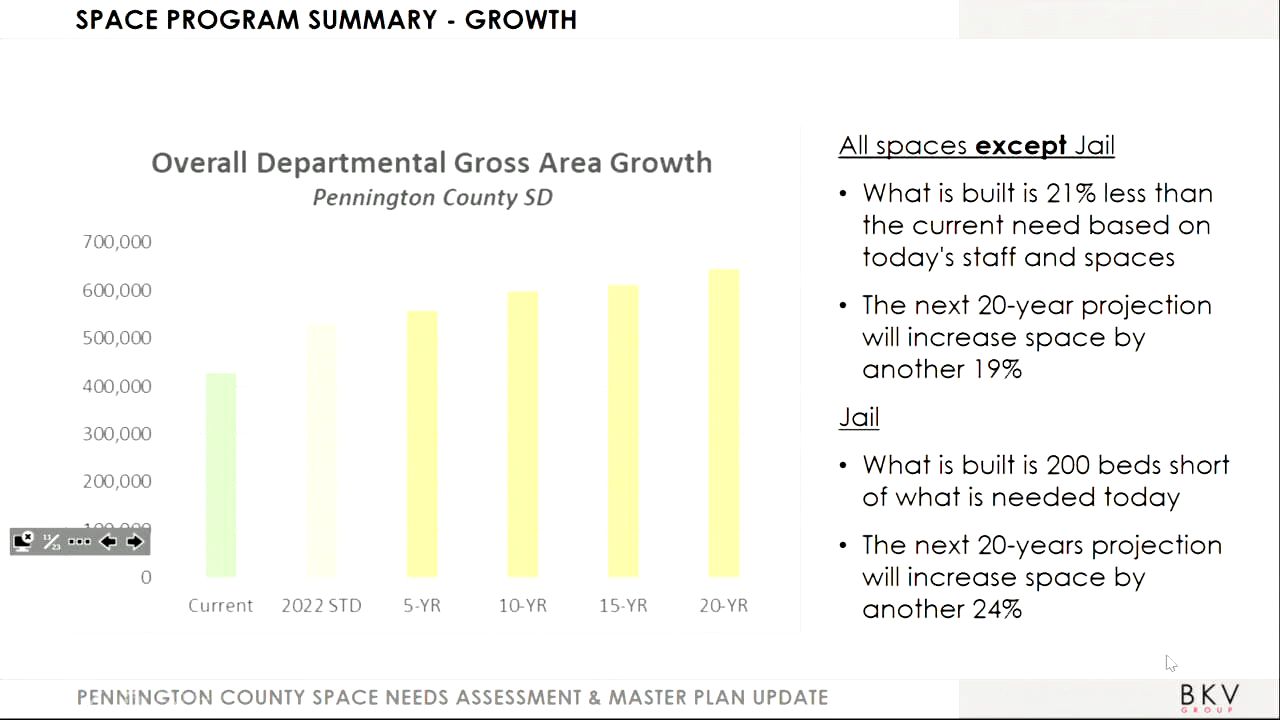 SPACE PROGRAM SUMMARY - GROWTH
Overall Departmental Gross Area Growth
Pennington County SD
700,000
600,000
500,000
400,000
300,000
200,000
100,000
0
Current 2022 STD 5-YR 10-YR 15-YR 20-YR
11/23
All spaces except Jail
• What is built is 21% less than
the current need based on
today's staff and spaces
• The next 20-year projection
will increase space by
another 19%
Jail
• What is built is 200 beds short
of what is needed today
• The next 20-years projection
will increase space by
another 24%
PENNINGTON COUNTY SPACE NEEDS ASSESSMENT & MASTER PLAN UPDATE
BKV
GROUP